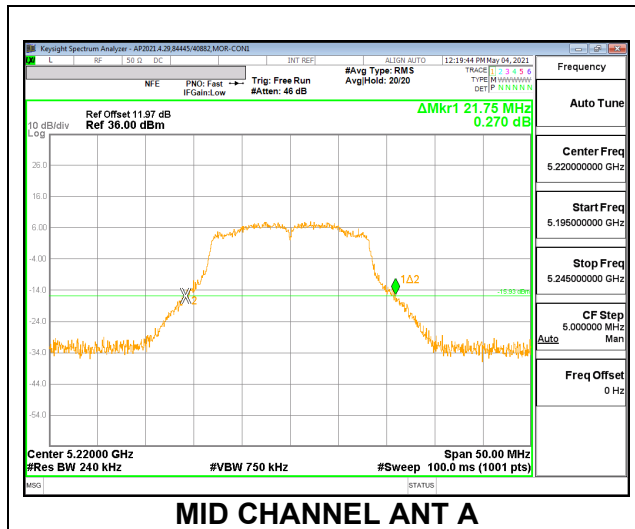 Keysight Spectrum Analyzer - AP2021.4.29,84445/40882,MOR-CON1
L RF 50 Ω DC INT REF ALIGN AUTO 12:19:44 PM May 04, 2021
NFE PNO: Fast IFGain:Low Trig: Free Run #Atten: 46 dB
#Avg Type: RMS Avg|Hold: 20/20
TRACE 1 2 3 4 5 6
TYPE M WWWWW
DET P N N N N N
Frequency
Auto Tune
Center Freq
5.220000000 GHz
Start Freq
5.195000000 GHz
Stop Freq
5.245000000 GHz
CF Step
5.000000 MHz
Auto Man
Freq Offset
0 Hz
ΔMkr1 21.75 MHz
0.270 dB
Ref Offset 11.97 dB
10 dB/div Ref 36.00 dBm
Log
26.0
16.0
6.00
-4.00
-14.0
-24.0
-34.0
-44.0
-54.0
1Δ2
2
-15.93 dBm
Center 5.22000 GHz Span 50.00 MHz
#Res BW 240 kHz #VBW 750 kHz #Sweep 100.0 ms (1001 pts)
MSG STATUS
MID CHANNEL ANT A